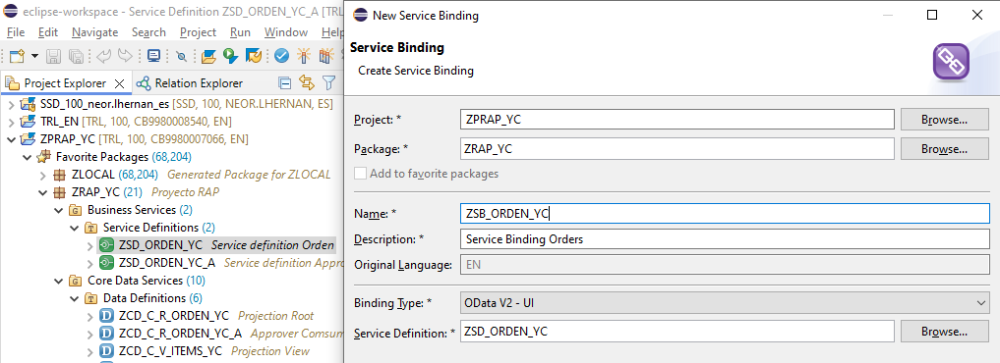 eclipse-workspace - Service Definition ZSD_ORDEN_YC_A [TRL
File Edit Navigate Search Project Run Window Help
Project Explorer
Relation Explorer
SSD_100_neor.lhernan_es [SSD, 100, NEOR.LHERNAN, ES]
TRL_EN [TRL, 100, CB9980008540, EN]
ZPRAP_YC [TRL, 100, CB9980007066, EN]
Favorite Packages (68,204)
ZLOCAL (68,204) Generated Package for ZLOCAL
ZRAP_YC (21) Proyecto RAP
Business Services (2)
Service Definitions (2)
ZSD_ORDEN_YC Service definition Orden
ZSD_ORDEN_YC_A Service definition Appro
Core Data Services (10)
Data Definitions (6)
ZCD_C_R_ORDEN_YC Projection Root
ZCD_C_R_ORDEN_YC_A Approver Comsum
ZCD_C_V_ITEMS_YC Projection View
New Service Binding
Service Binding
Create Service Binding
Project: * ZPRAP_YC Browse...
Package: * ZRAP_YC Browse...
Add to favorite packages
Name: * ZSB_ORDEN_YC
Description: * Service Binding Orders
Original Language: EN
Binding Type: * OData V2 - UI
Service Definition: * ZSD_ORDEN_YC Browse...